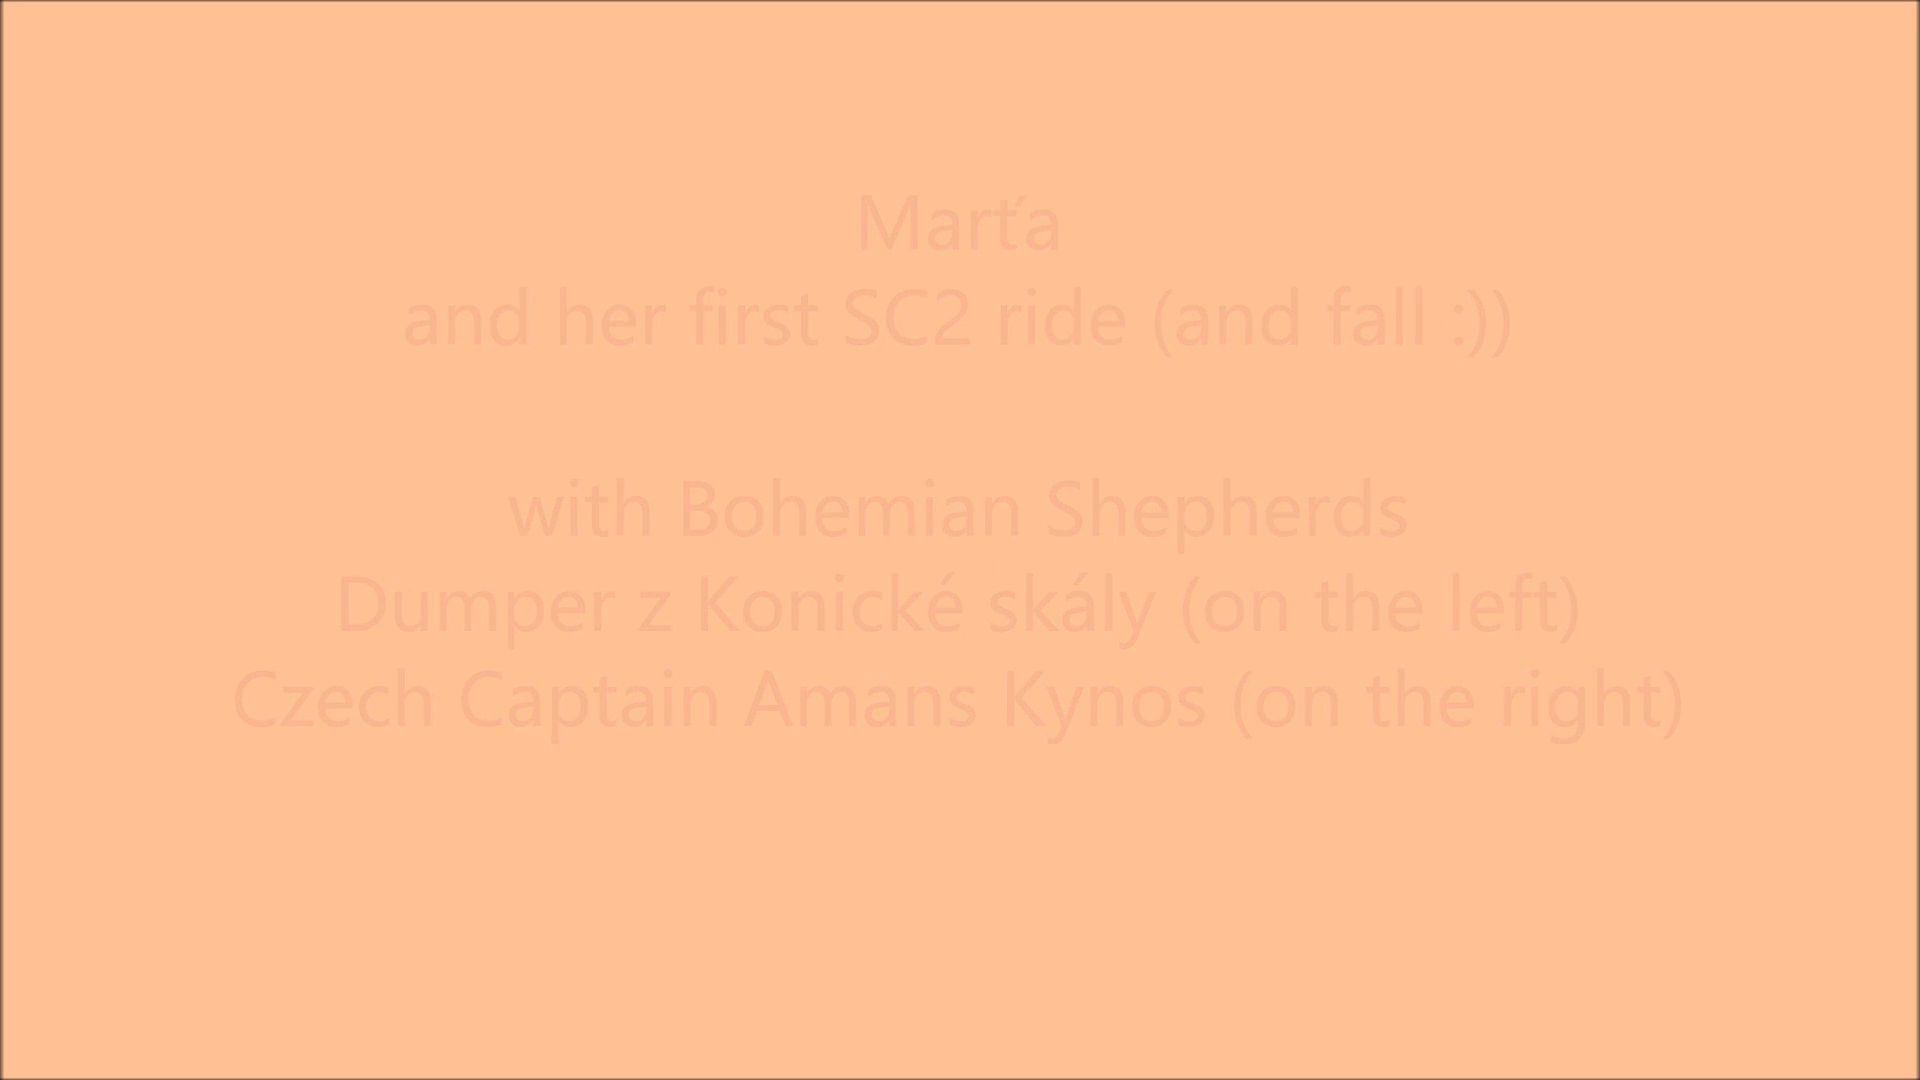 Marťa
and her first SC2 ride (and fall :))
with Bohemian Shepherds
Dumper z Konické skály (on the left)
Czech Captain Amans Kynos (on the right)